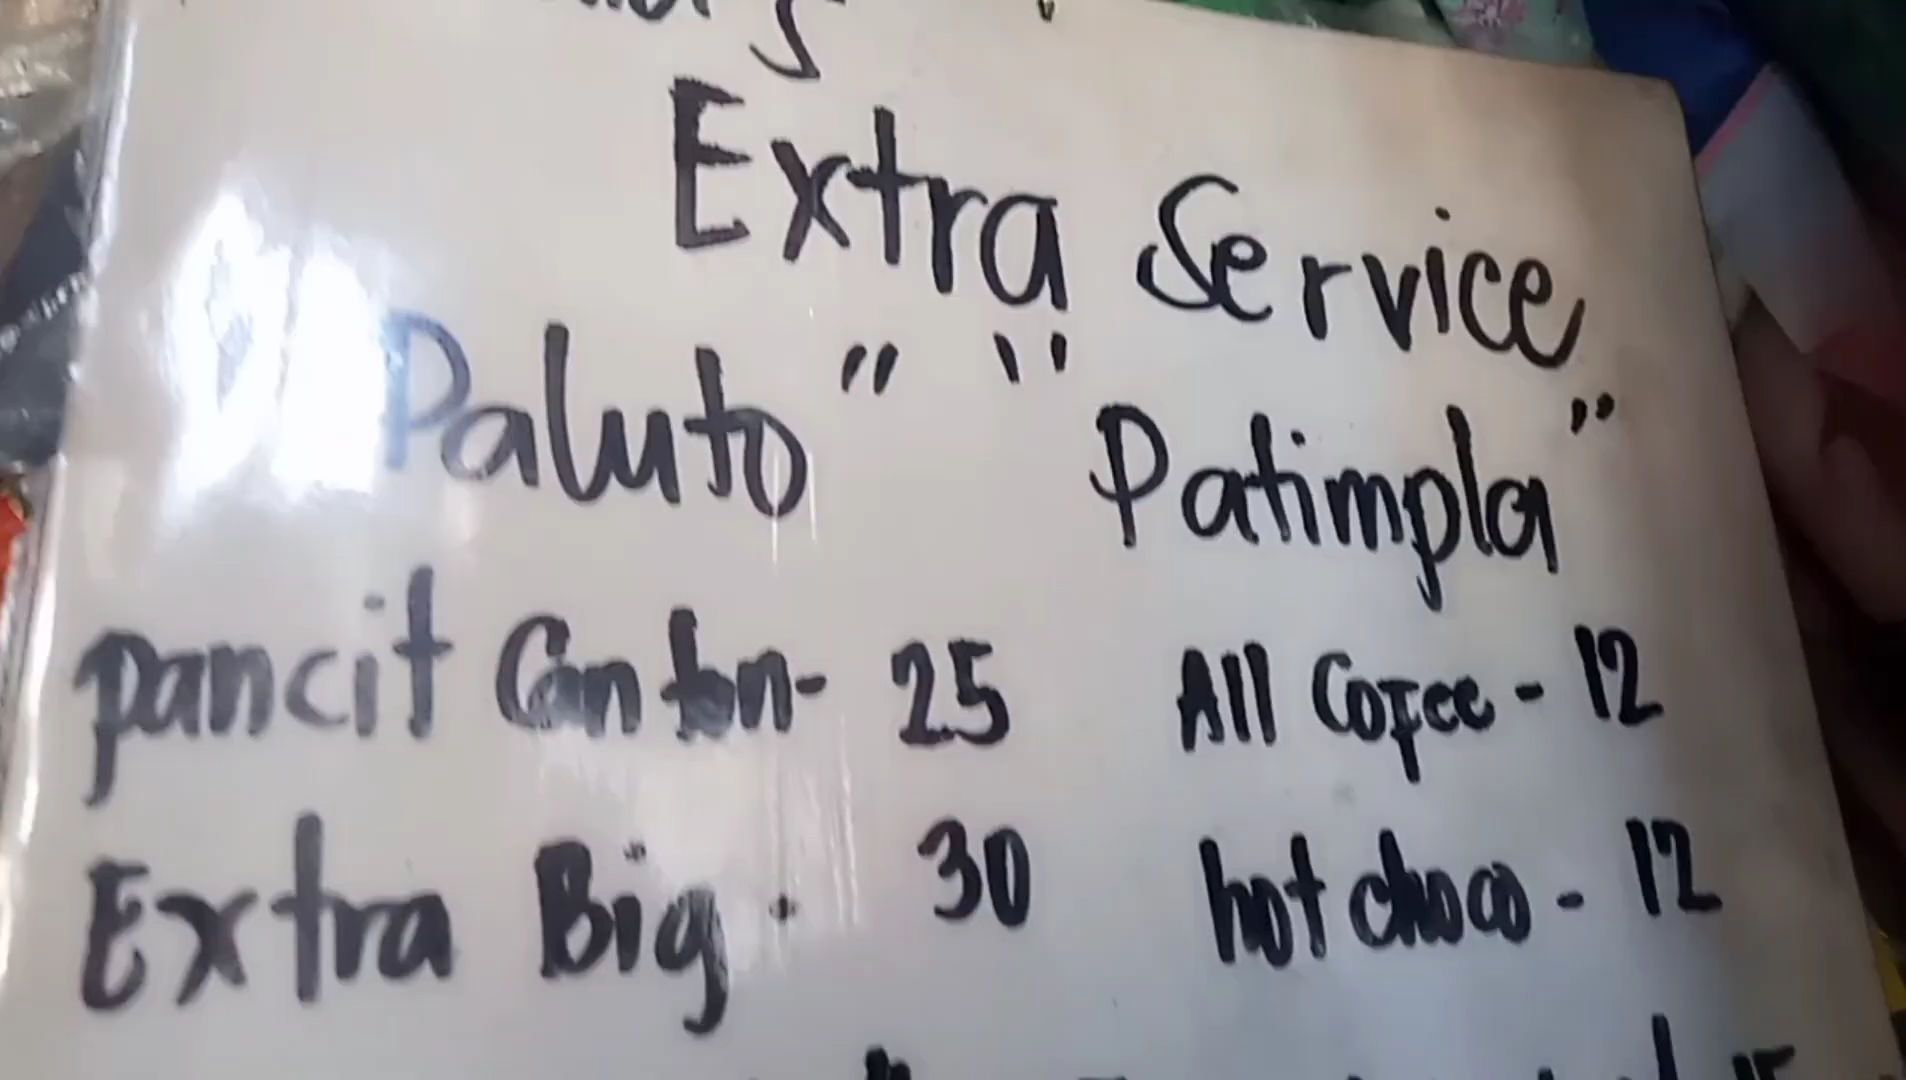 Extra Service
Paluto" "Patimpla"
pancit Canton - 25
All Cofee - 12
Extra Big - 30
hot choco - 12